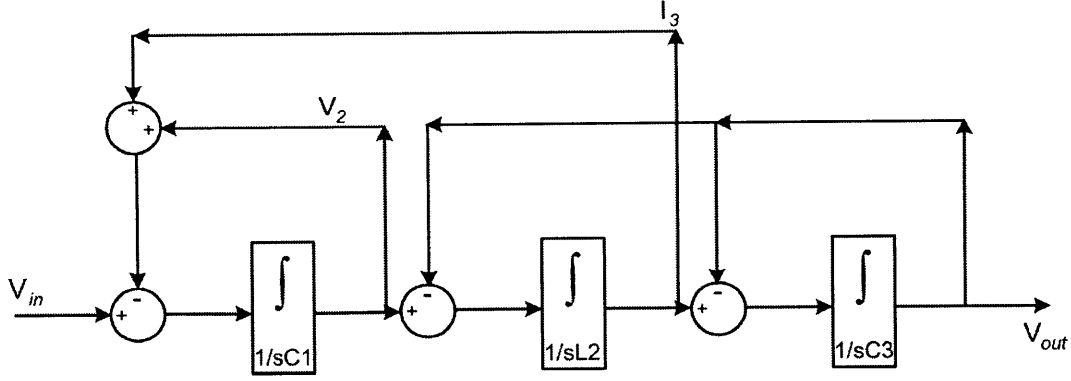 I3
+
+
V2
Vin
+
-
∫
1/sC1
+
-
∫
1/sL2
+
-
∫
1/sC3
Vout